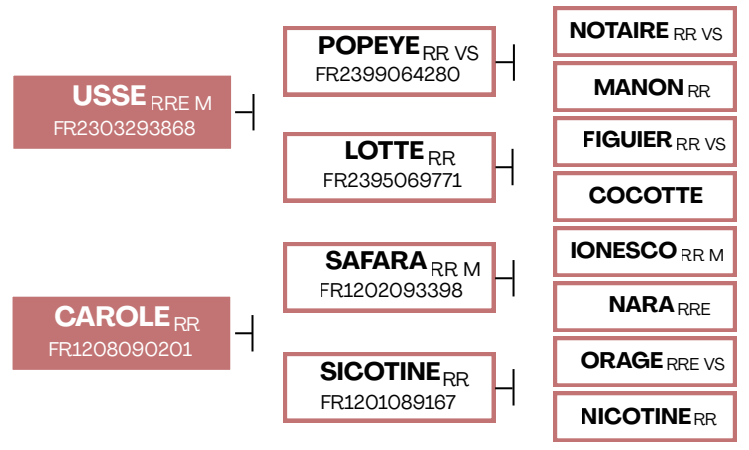 USSE RRE M
FR2303293868
POPEYE RR VS
FR2399064280
LOTTE RR
FR2395069771
NOTAIRE RR VS
MANON RR
FIGUIER RR VS
COCOTTE
CAROLE RR
FR1208090201
SAFARA RR M
FR1202093398
SICOTINE RR
FR1201089167
IONESCO RR M
NARA RRE
ORAGE RRE VS
NICOTINE RR